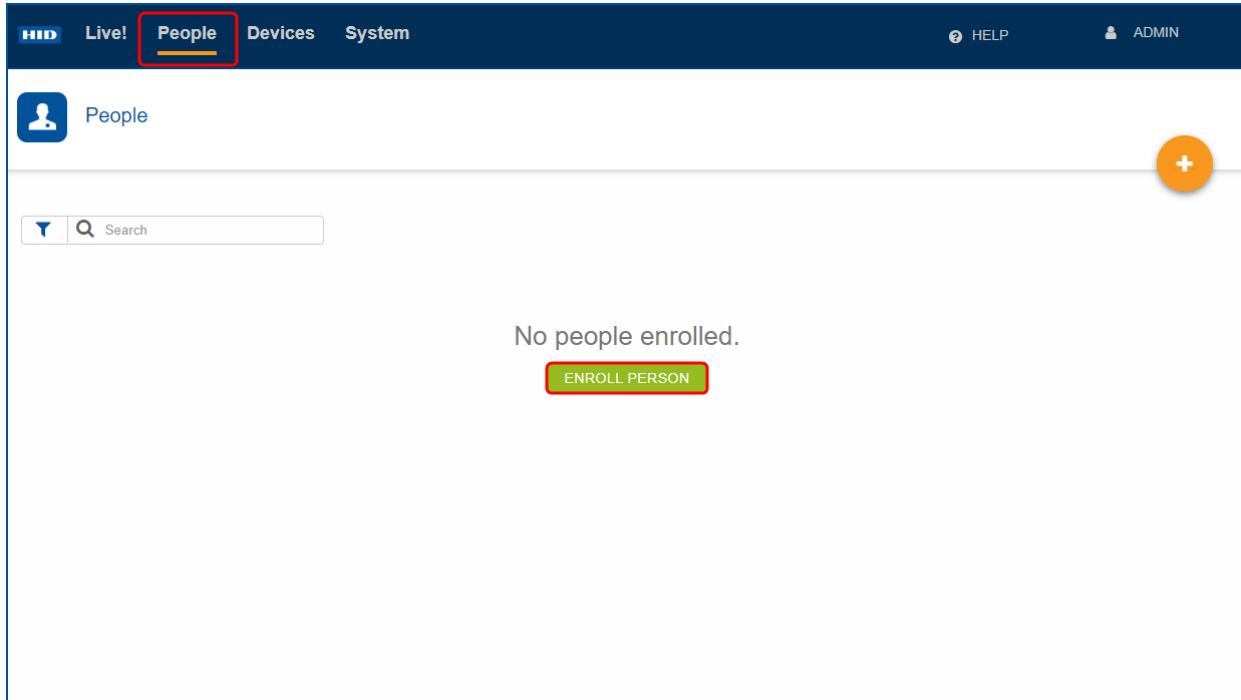 HID Live! People Devices System HELP ADMIN
People
Search
No people enrolled.
ENROLL PERSON